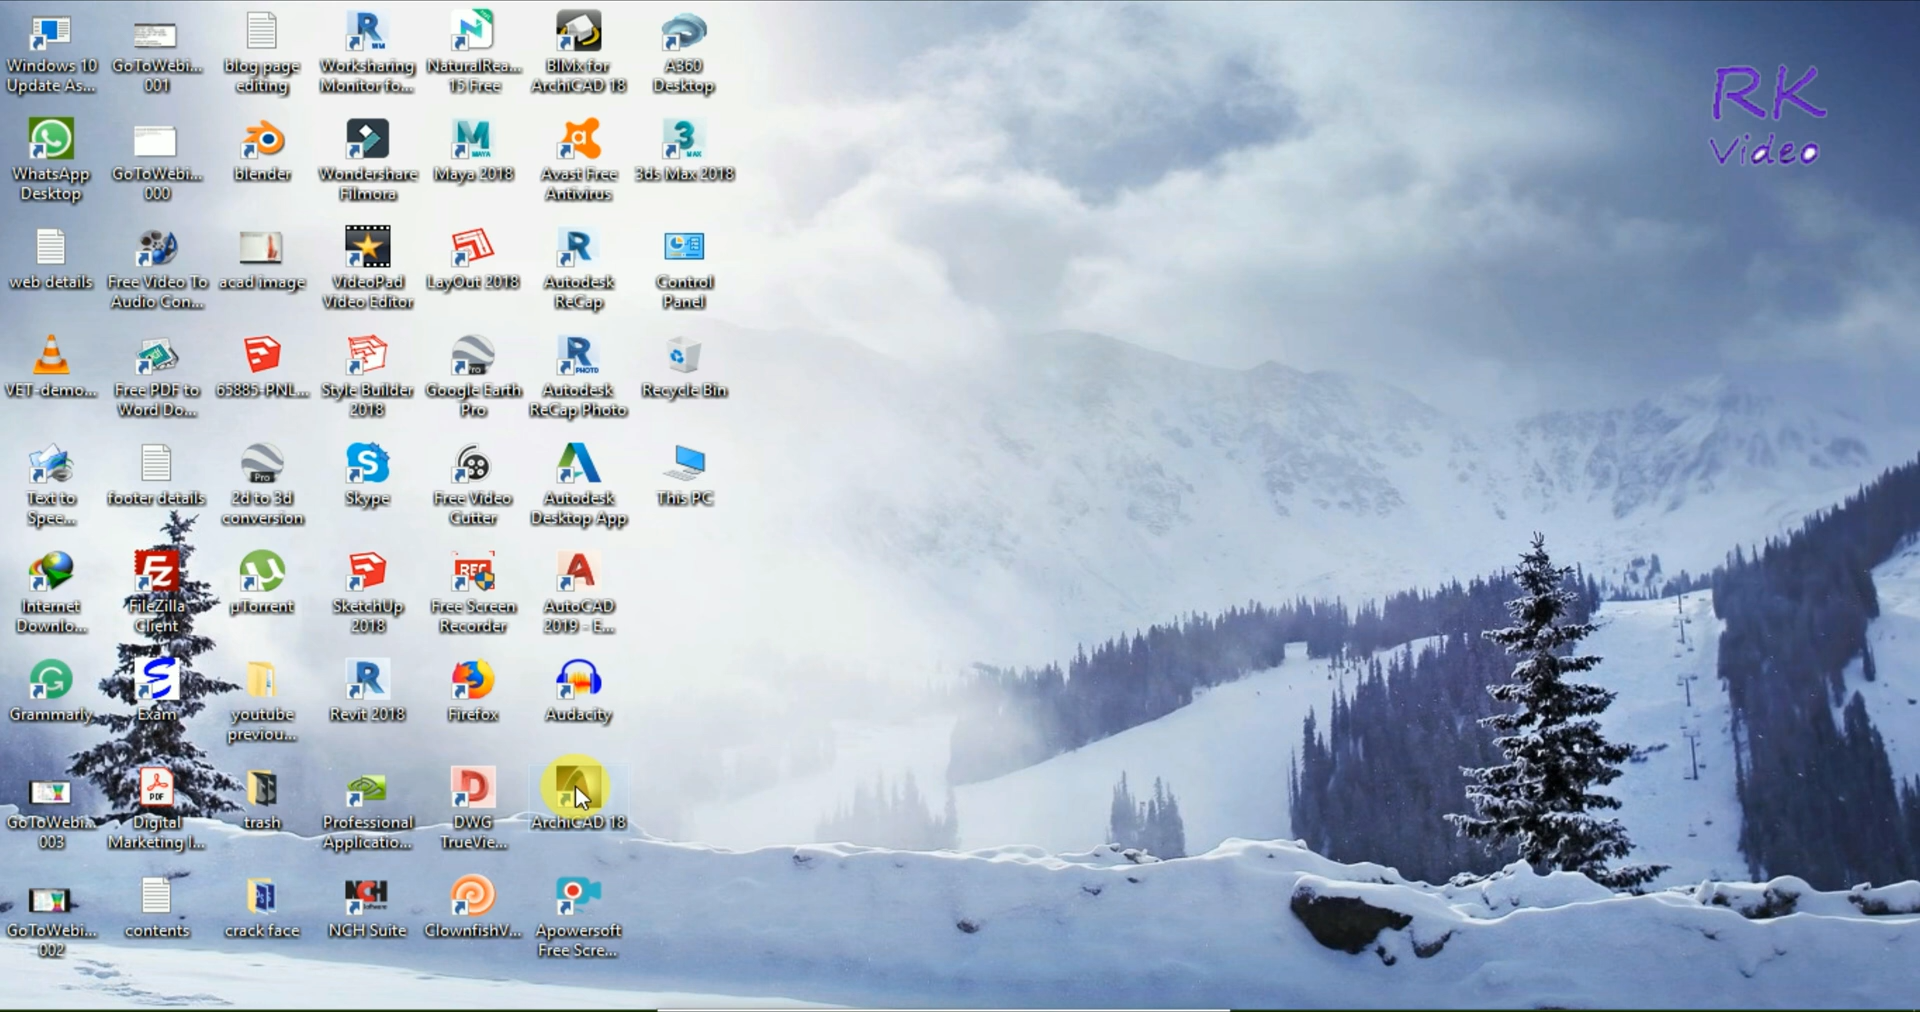 Windows 10
Update As...
GoToWebi...
001
blog page
editing
Worksharing
Monitor fo...
NaturalRea...
15 Free
BIMx for
ArchiCAD 18
A360
Desktop
WhatsApp
Desktop
GoToWebi...
000
blender
Wondershare
Filmora
Maya 2018
Avast Free
Antivirus
3ds Max 2018
web details
Free Video To
Audio Con...
acad image
VideoPad
Video Editor
LayOut 2018
Autodesk
ReCap
Control
Panel
VET-demo...
Free PDF to
Word Do...
65885-PNL...
Style Builder
2018
Google Earth
Pro
Autodesk
ReCap Photo
Recycle Bin
Text to
Spee...
footer details
2d to 3d
conversion
Skype
Free Video
Cutter
Autodesk
Desktop App
This PC
Internet
Downlo...
FileZilla
Client
µTorrent
SketchUp
2018
Free Screen
Recorder
AutoCAD
2019 - E...
Grammarly
Exam
youtube
previou...
Revit 2018
Firefox
Audacity
GoToWebi...
003
Digital
Marketing I...
trash
Professional
Applicatio...
DWG
TrueVie...
ArchiCAD 18
GoToWebi...
002
contents
crack face
NCH Suite
ClownfishV...
Apowersoft
Free Scre...
RK
Video